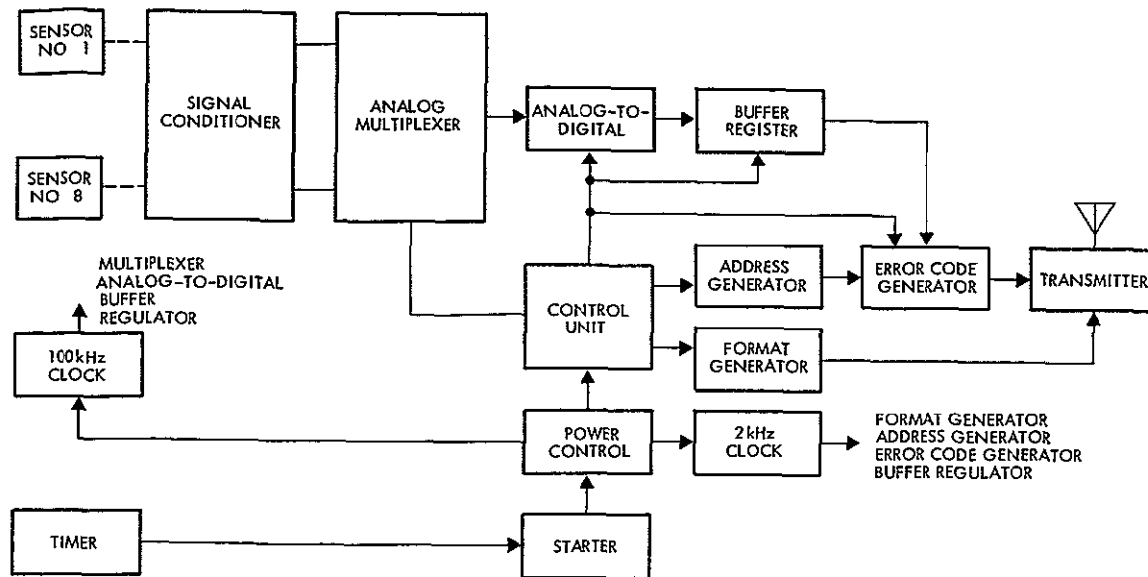 SENSOR
NO 1
SIGNAL
CONDITIONER
ANALOG
MULTIPLEXER
ANALOG-TO-
DIGITAL
BUFFER
REGISTER
SENSOR
NO 8
MULTIPLEXER
ANALOG-TO-DIGITAL
BUFFER
REGULATOR
100kHz
CLOCK
CONTROL
UNIT
ADDRESS
GENERATOR
ERROR CODE
GENERATOR
TRANSMITTER
FORMAT
GENERATOR
POWER
CONTROL
2kHz
CLOCK
FORMAT GENERATOR
ADDRESS GENERATOR
ERROR CODE GENERATOR
BUFFER REGULATOR
TIMER
STARTER